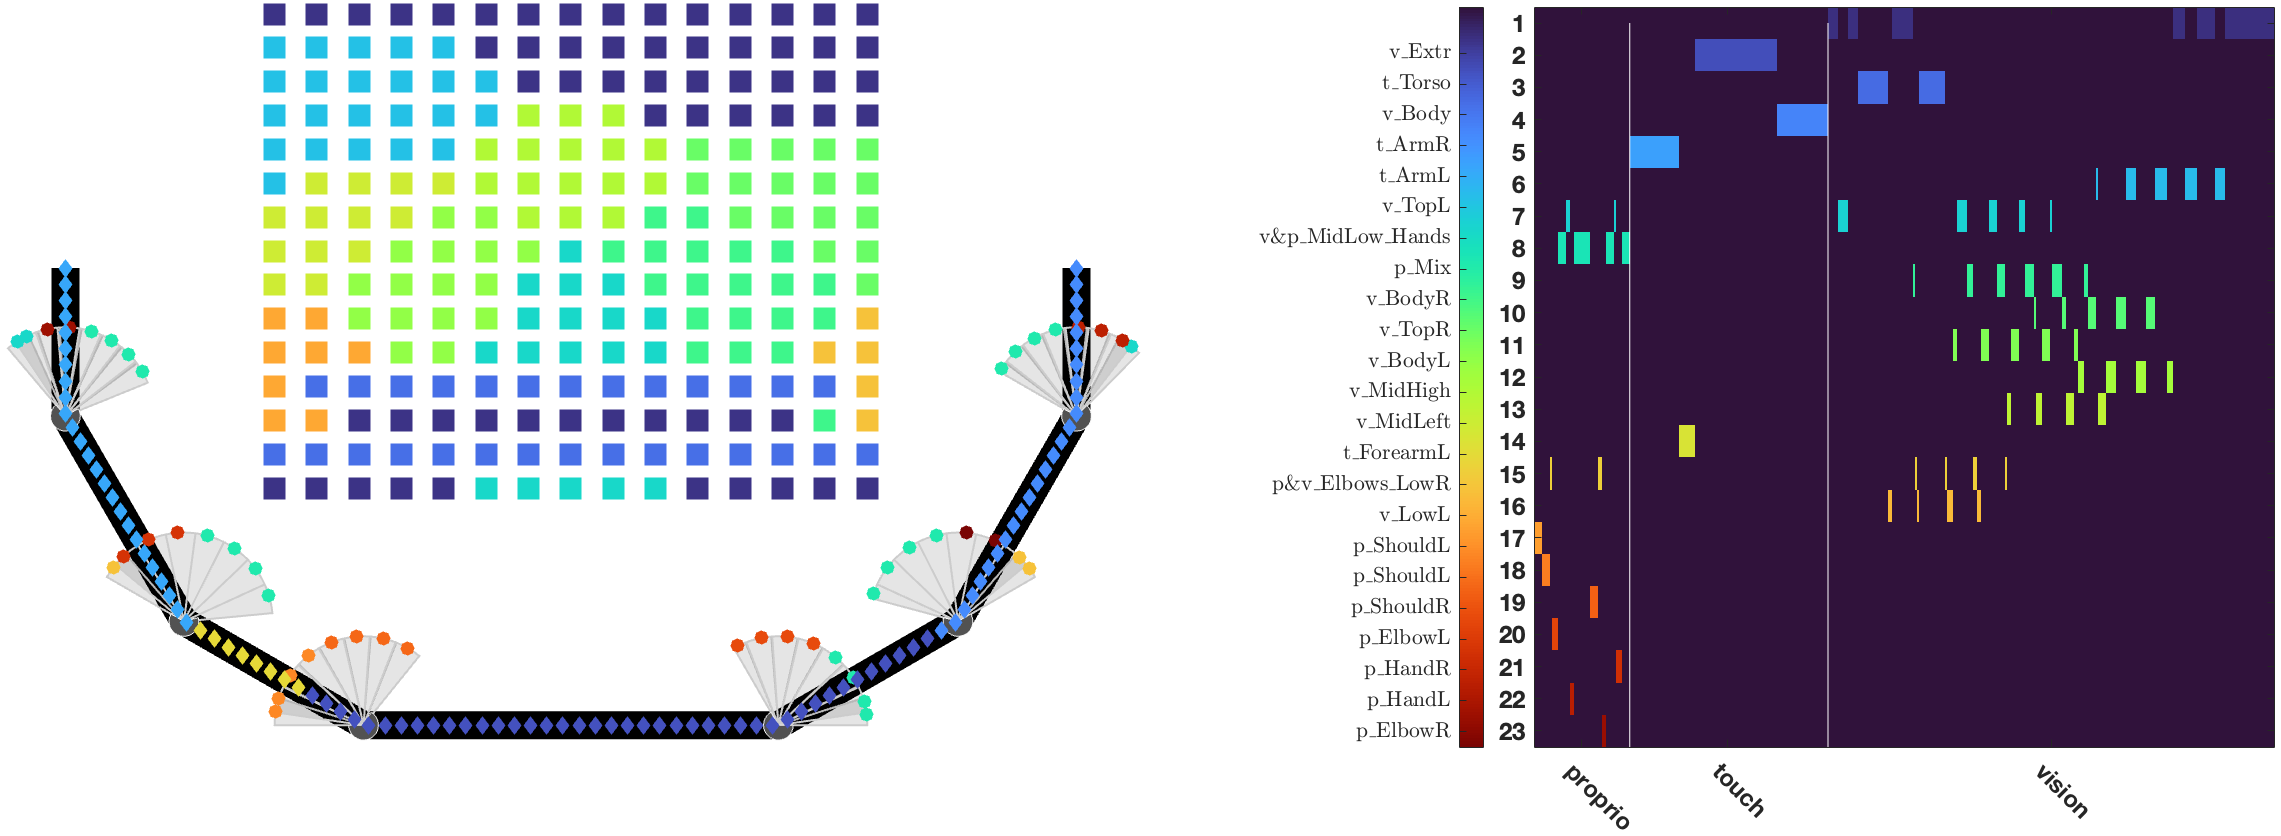 v_Extr
t_Torso
v_Body
t_ArmR
t_ArmL
v_TopL
v&p_MidLow_Hands
p_Mix
v_BodyR
v_TopR
v_BodyL
v_MidHigh
v_MidLeft
t_ForearmL
p&v_Elbows_LowR
v_LowL
p_ShouldL
p_ShouldL
p_ShouldR
p_ElbowL
p_HandR
p_HandL
p_ElbowR
1
2
3
4
5
6
7
8
9
10
11
12
13
14
15
16
17
18
19
20
21
22
23
proprio
touch
vision